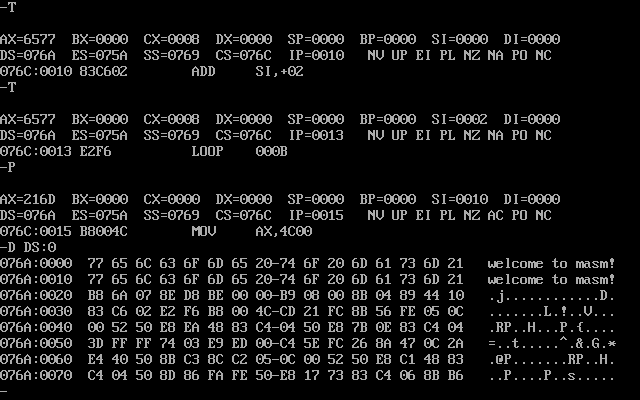 -T

AX=6577  BX=0000  CX=0008  DX=0000  SP=0000  BP=0000  SI=0000  DI=0000
DS=076A  ES=075A  SS=0769  CS=076C  IP=0010   NV UP EI PL NZ NA PO NC
076C:0010 83C602        ADD     SI,+02
-T

AX=6577  BX=0000  CX=0008  DX=0000  SP=0000  BP=0000  SI=0002  DI=0000
DS=076A  ES=075A  SS=0769  CS=076C  IP=0013   NV UP EI PL NZ NA PO NC
076C:0013 E2F6          LOOP    000B
-P

AX=216D  BX=0000  CX=0000  DX=0000  SP=0000  BP=0000  SI=0010  DI=0000
DS=076A  ES=075A  SS=0769  CS=076C  IP=0015   NV UP EI PL NZ AC PO NC
076C:0015 B8004C        MOV     AX,4C00
-D DS:0
076A:0000  77 65 6C 63 6F 6D 65 20-74 6F 20 6D 61 73 6D 21   welcome to masm!
076A:0010  77 65 6C 63 6F 6D 65 20-74 6F 20 6D 61 73 6D 21   welcome to masm!
076A:0020  B8 6A 07 8E D8 BE 00 00-B9 08 00 8B 04 89 44 10   .j............D.
076A:0030  83 C6 02 E2 F6 B8 00 4C-CD 21 FC 8B 56 FE 05 0C   .......L.!..V...
076A:0040  00 52 50 E8 EA 48 83 C4-04 50 E8 7B 0E 83 C4 04   .RP..H...P.{....
076A:0050  3D FF FF 74 03 E9 ED 00-C4 5E FC 26 8A 47 0C 2A   =..t.....^.&.G.*
076A:0060  E4 40 50 8B C3 8C C2 05-0C 00 52 50 E8 C1 48 83   .@P.......RP..H.
076A:0070  C4 04 50 8D 86 FA FE 50-E8 17 73 83 C4 06 8B B6   ..P....P..s.....
-